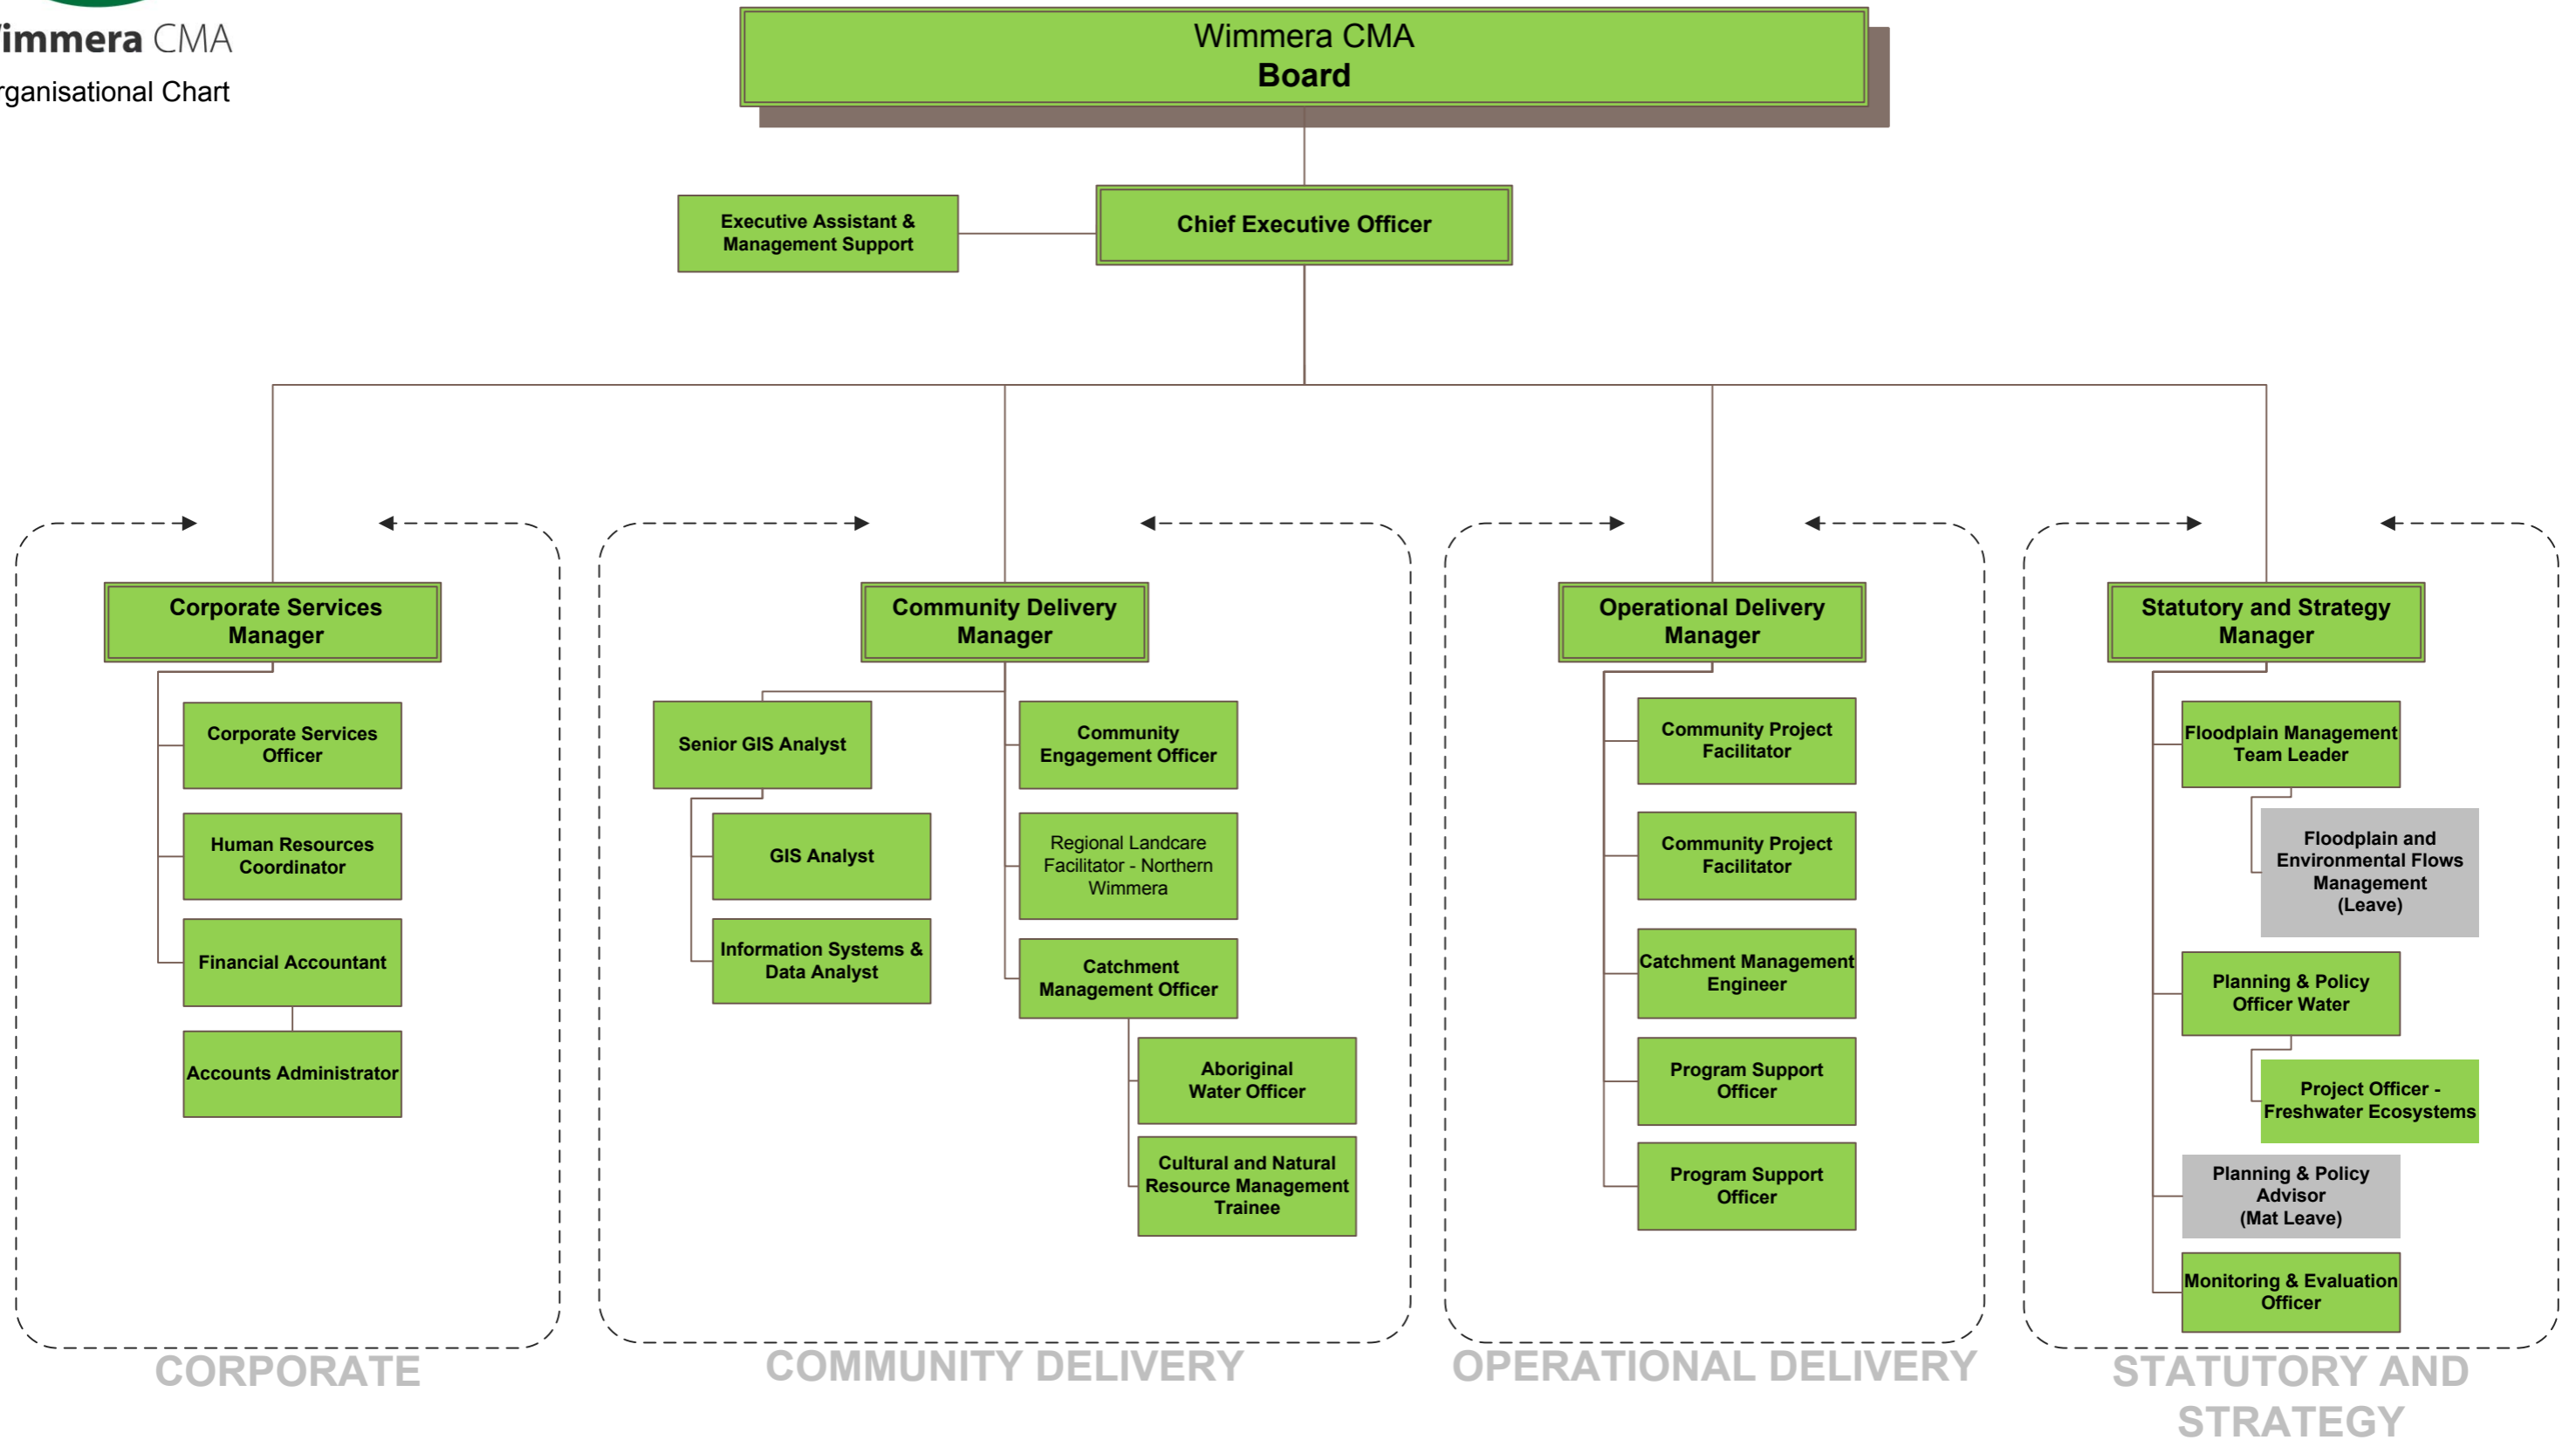 immera CMA
rganisational Chart
Wimmera CMA
Board
Executive Assistant &
Management Support
Chief Executive Officer
Corporate Services
Manager
Corporate Services
Officer
Human Resources
Coordinator
Financial Accountant
Accounts Administrator
CORPORATE
Community Delivery
Manager
Senior GIS Analyst
GIS Analyst
Information Systems &
Data Analyst
Community
Engagement Officer
Regional Landcare
Facilitator - Northern
Wimmera
Catchment
Management Officer
Aboriginal
Water Officer
Cultural and Natural
Resource Management
Trainee
COMMUNITY DELIVERY
Operational Delivery
Manager
Community Project
Facilitator
Community Project
Facilitator
Catchment Management
Engineer
Program Support
Officer
Program Support
Officer
OPERATIONAL DELIVERY
Statutory and Strategy
Manager
Floodplain Management
Team Leader
Floodplain and
Environmental Flows
Management
(Leave)
Planning & Policy
Officer Water
Project Officer -
Freshwater Ecosystems
Planning & Policy
Advisor
(Mat Leave)
Monitoring & Evaluation
Officer
STATUTORY AND
STRATEGY